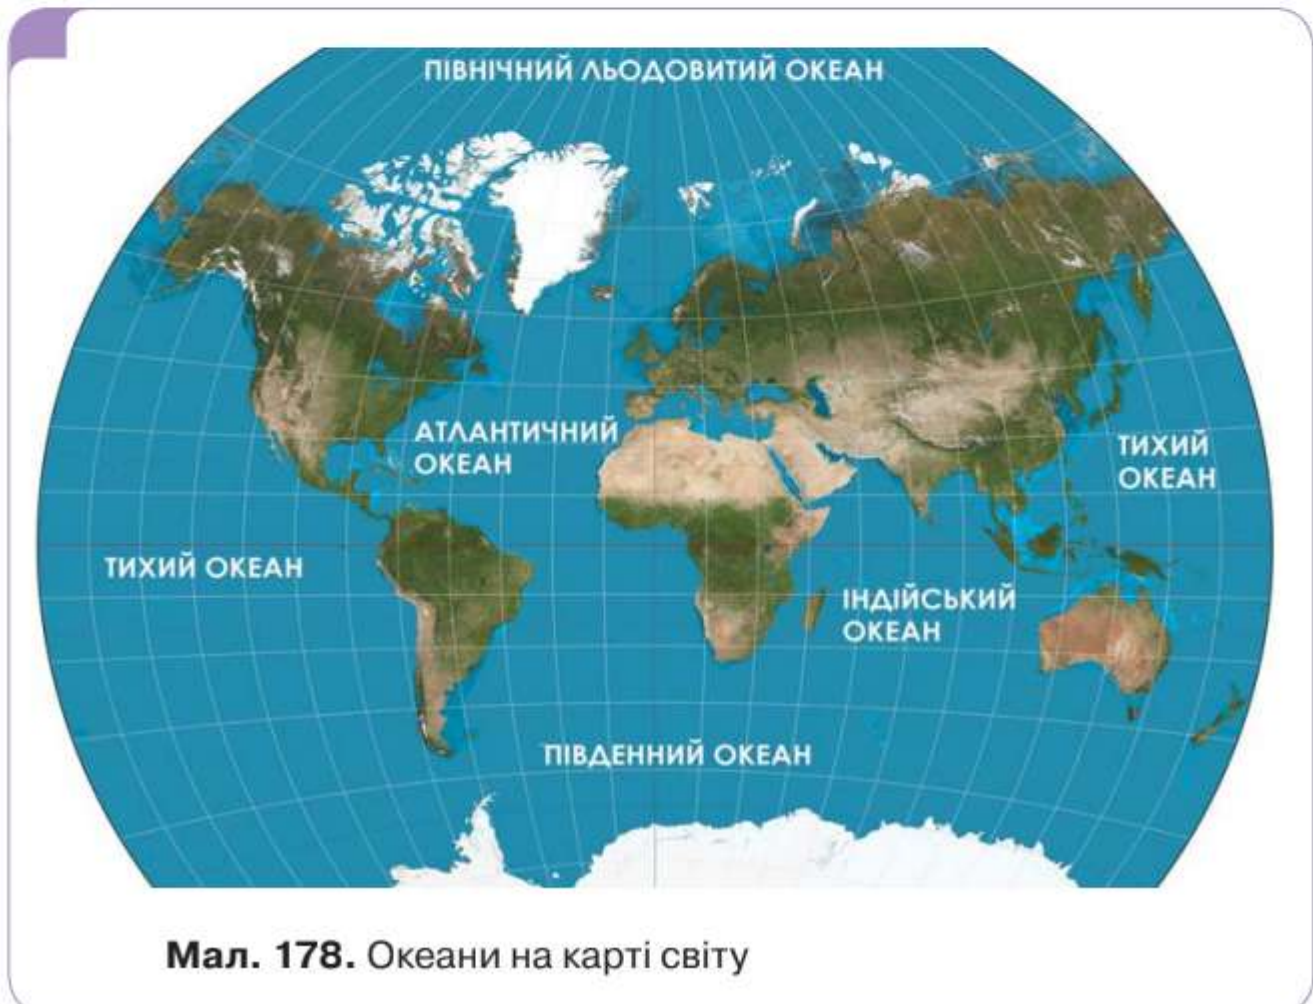 ПІВНІЧНИЙ ЛЬОДОВИТИЙ ОКЕАН
АТЛАНТИЧНИЙ
ОКЕАН
ТИХИЙ
ОКЕАН
ТИХИЙ ОКЕАН
ІНДІЙСЬКИЙ
ОКЕАН
ПІВДЕННИЙ ОКЕАН
Мал. 178. Океани на карті світу